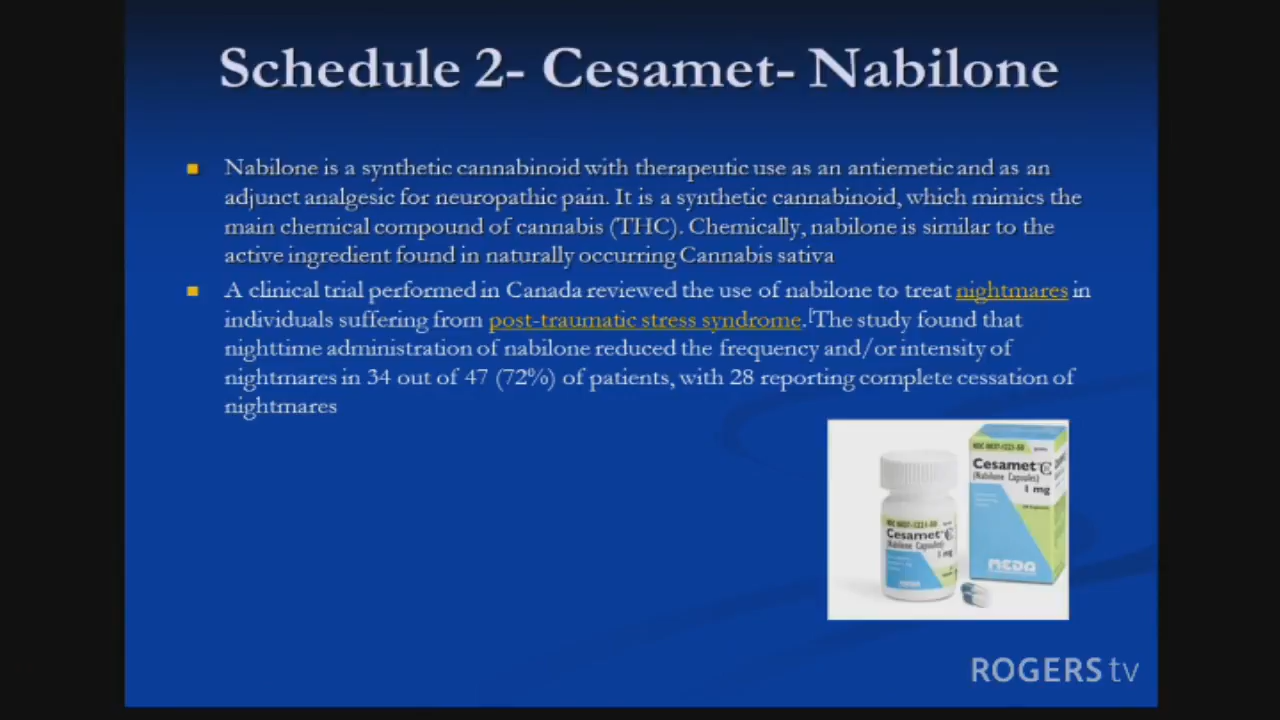 Schedule 2- Cesamet- Nabilone
Nabilone is a synthetic cannabinoid with therapeutic use as an antiemetic and as an
adjunct analgesic for neuropathic pain. It is a synthetic cannabinoid, which mimics the
main chemical compound of cannabis (THC). Chemically, nabilone is similar to the
active ingredient found in naturally occurring Cannabis sativa
A clinical trial performed in Canada reviewed the use of nabilone to treat nightmares in
individuals suffering from post-traumatic stress syndrome.[The study found that
nighttime administration of nabilone reduced the frequency and/or intensity of
nightmares in 34 out of 47 (72%) of patients, with 28 reporting complete cessation of
nightmares
Cesamet
(Nabilone Capsules)
1 mg
MEDA
Cesamet
(Nabilone Capsules)
1 mg
MEDA
ROGERS tv